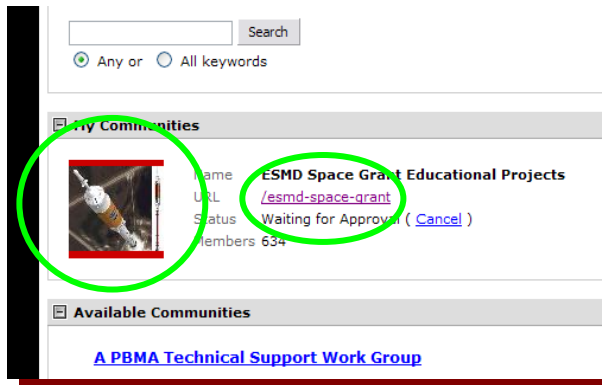 Search
Any or All keywords
My Communities
Name ESMD Space Grant Educational Projects
URL /esmd-space-grant
Status Waiting for Approval ( Cancel )
Members 634
Available Communities
A PBMA Technical Support Work Group